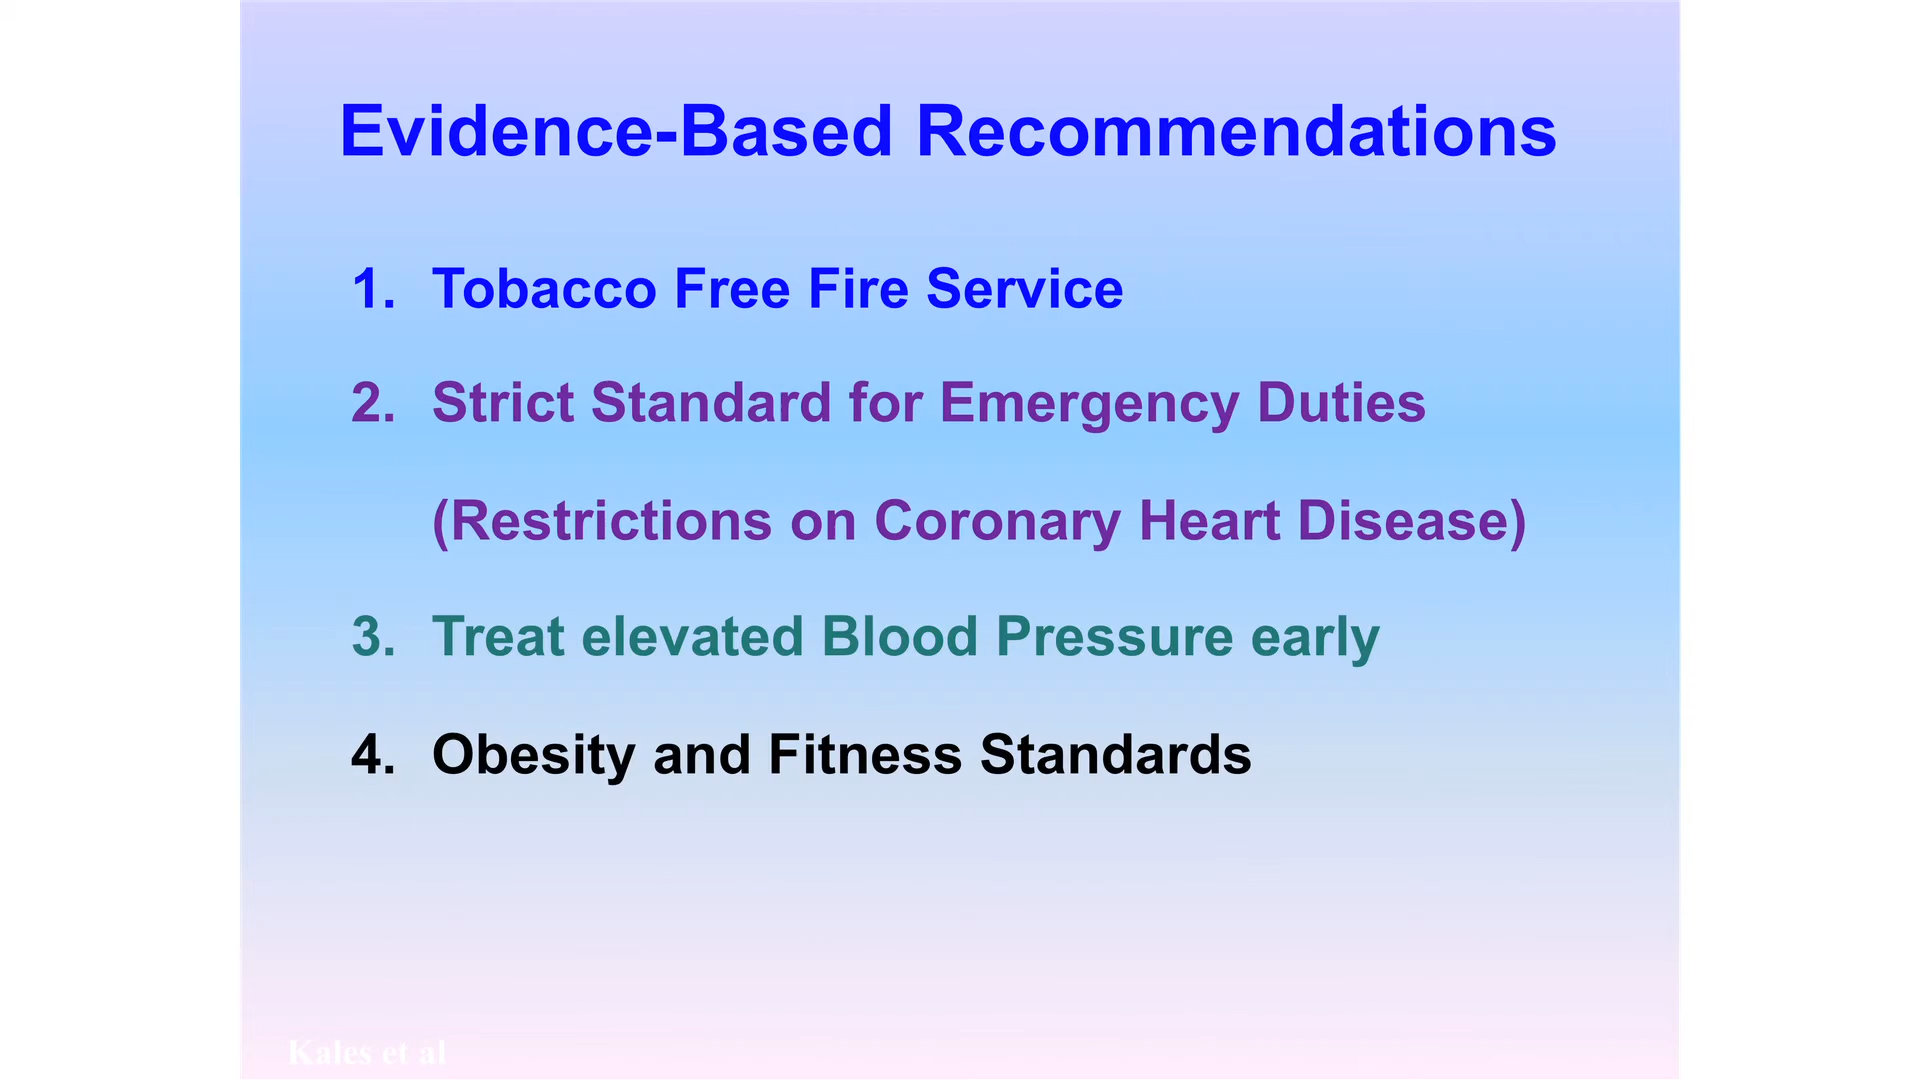 Evidence-Based Recommendations
1. Tobacco Free Fire Service
2. Strict Standard for Emergency Duties
(Restrictions on Coronary Heart Disease)
3. Treat elevated Blood Pressure early
4. Obesity and Fitness Standards
Kales et al